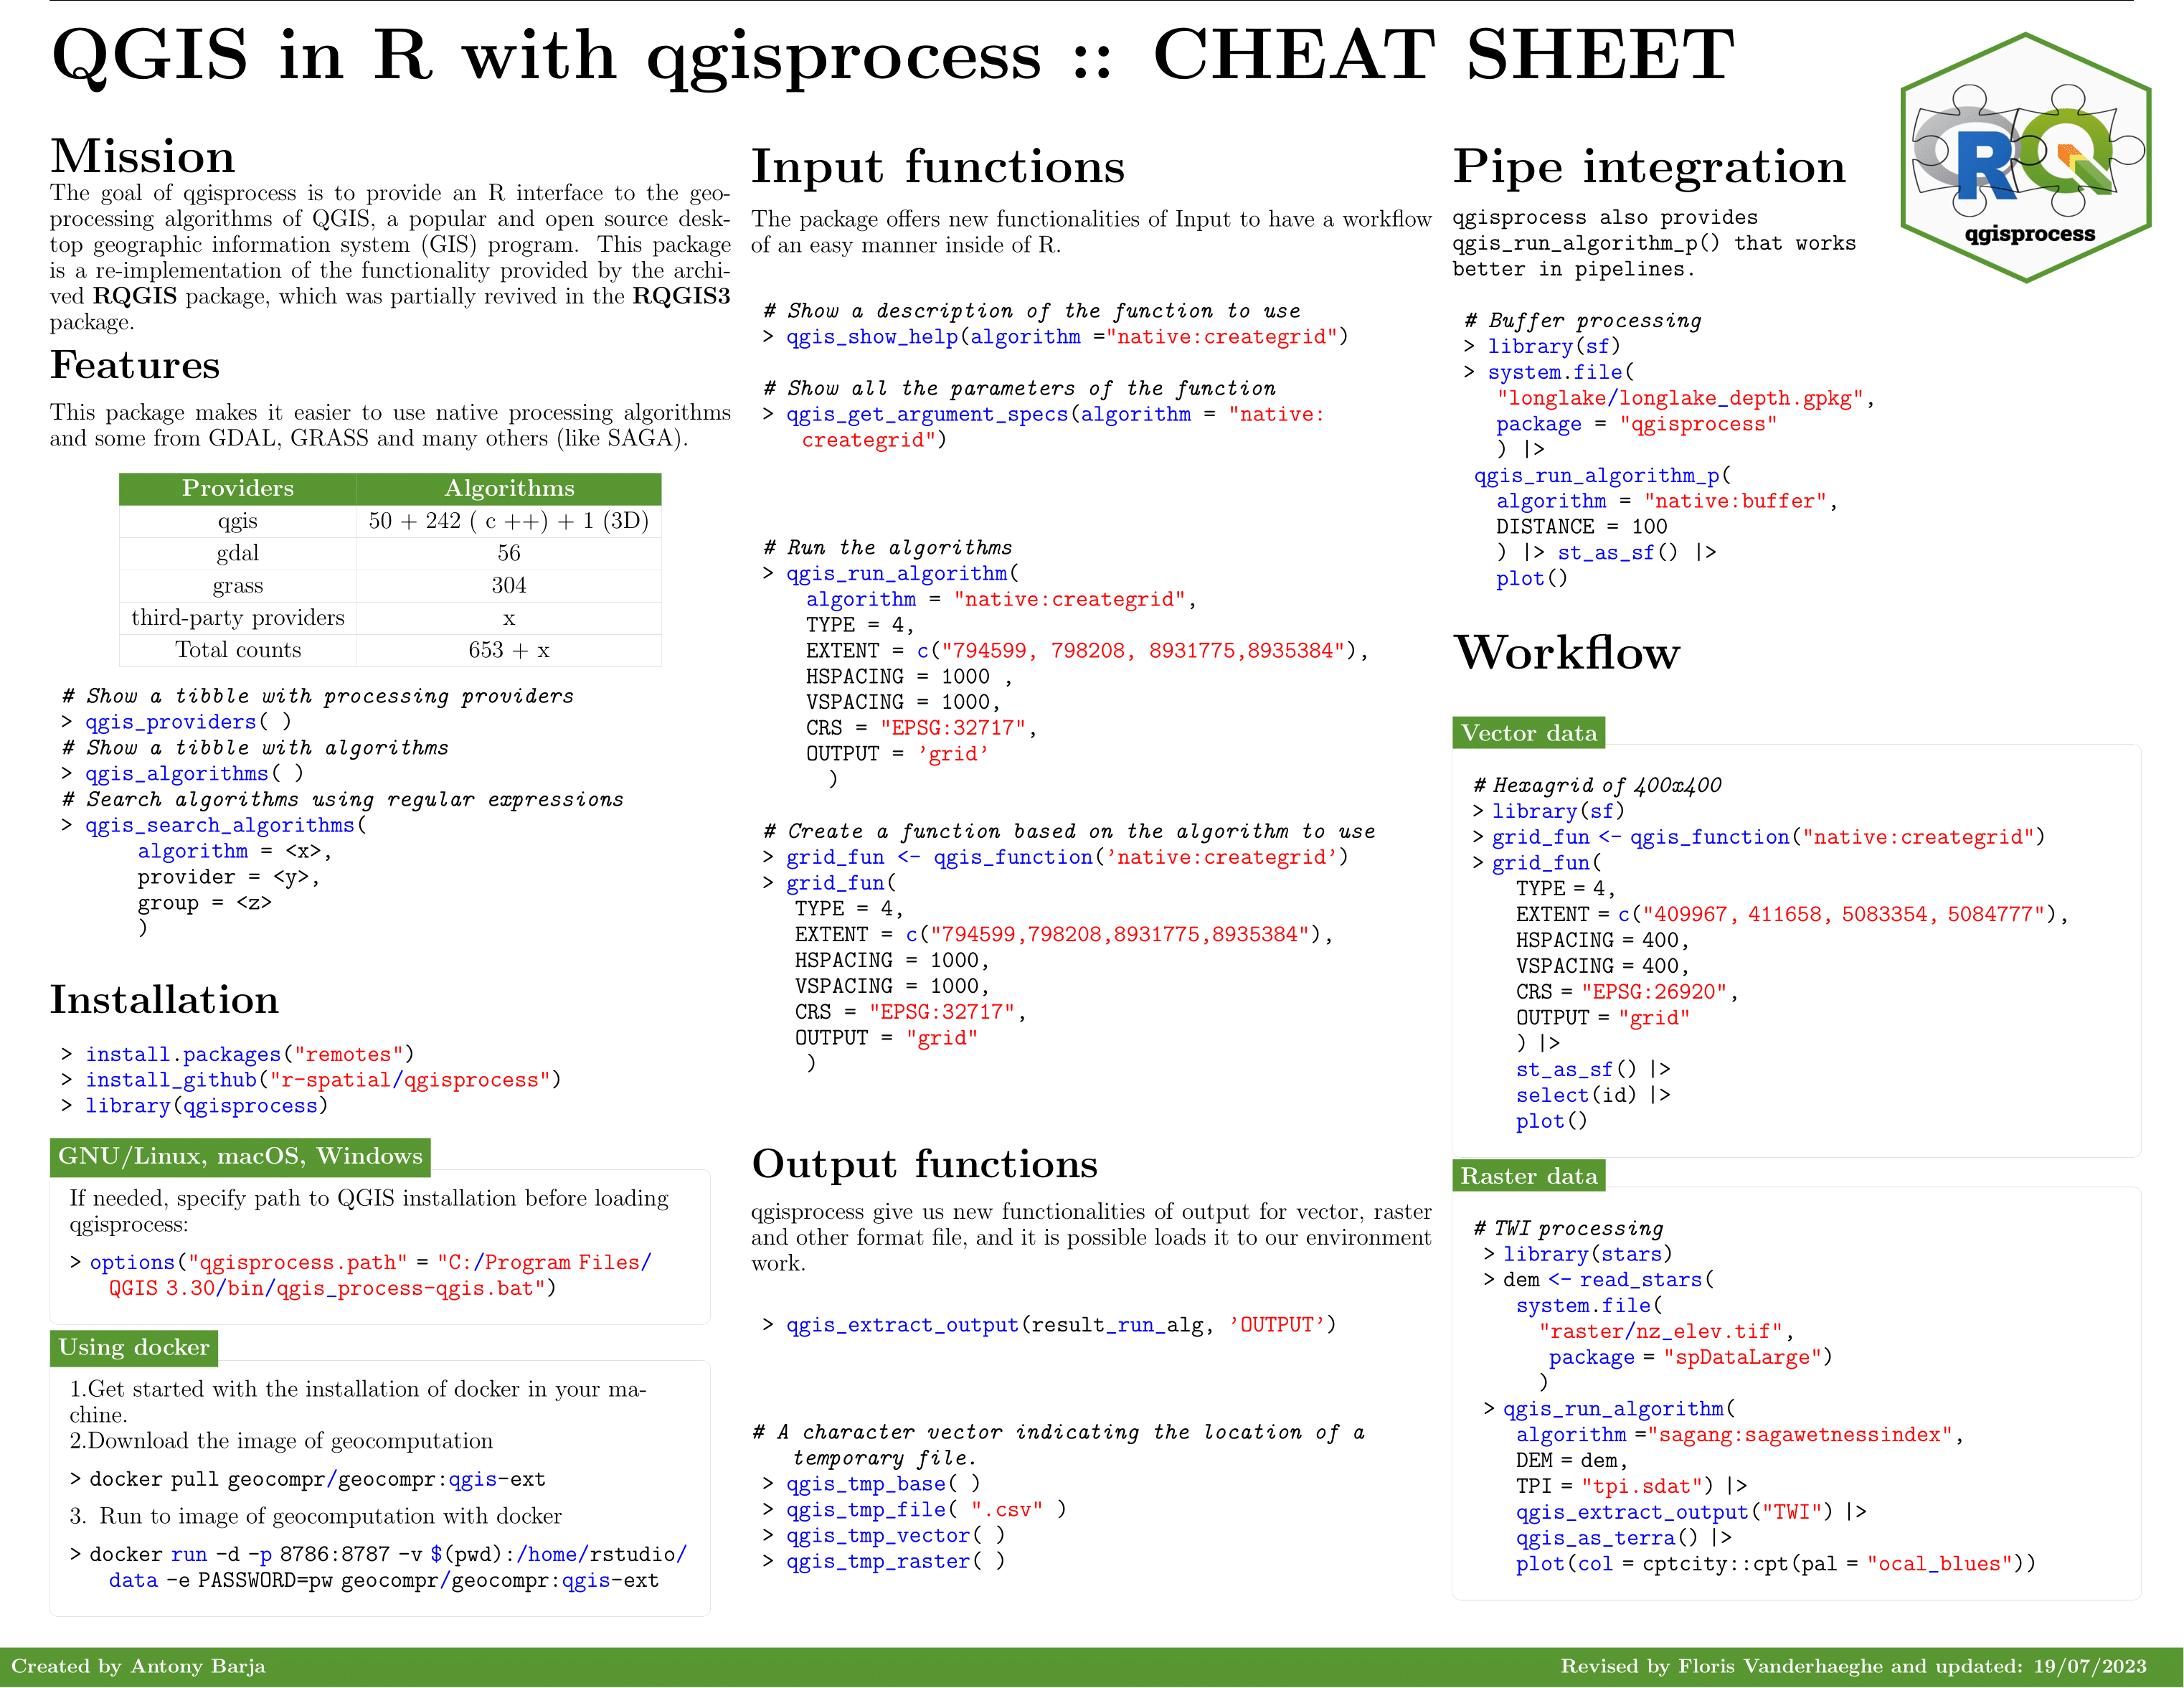 QGIS in R with qgisprocess :: CHEAT SHEET
Mission
The goal of qgisprocess is to provide an R interface to the geo-
processing algorithms of QGIS, a popular and open source desk-
top geographic information system (GIS) program. This package
is a re-implementation of the functionality provided by the archi-
ved RQGIS package, which was partially revived in the RQGIS3
package.
Features
This package makes it easier to use native processing algorithms
and some from GDAL, GRASS and many others (like SAGA).
Providers Algorithms
qgis 50 + 242 ( c ++) + 1 (3D)
gdal 56
grass 304
third-party providers x
Total counts 653 + x
# Show a tibble with processing providers
> qgis_providers( )
# Show a tibble with algorithms
> qgis_algorithms( )
# Search algorithms using regular expressions
> qgis_search_algorithms(
algorithm = <x>,
provider = <y>,
group = <z>
)
Installation
> install.packages("remotes")
> install_github("r-spatial/qgisprocess")
> library(qgisprocess)
GNU/Linux, macOS, Windows
If needed, specify path to QGIS installation before loading
qgisprocess:
> options("qgisprocess.path" = "C:/Program Files/
QGIS 3.30/bin/qgis_process-qgis.bat")
Using docker
1.Get started with the installation of docker in your ma-
chine.
2.Download the image of geocomputation
> docker pull geocompr/geocompr:qgis-ext
3. Run to image of geocomputation with docker
> docker run -d -p 8786:8787 -v $(pwd):/home/rstudio/
data -e PASSWORD=pw geocompr/geocompr:qgis-ext
Input functions
The package offers new functionalities of Input to have a workflow
of an easy manner inside of R.
# Show a description of the function to use
> qgis_show_help(algorithm ="native:creategrid")
# Show all the parameters of the function
> qgis_get_argument_specs(algorithm = "native:
creategrid")
# Run the algorithms
> qgis_run_algorithm(
algorithm = "native:creategrid",
TYPE = 4,
EXTENT = c("794599, 798208, 8931775,8935384"),
HSPACING = 1000 ,
VSPACING = 1000,
CRS = "EPSG:32717",
OUTPUT = 'grid'
)
# Create a function based on the algorithm to use
> grid_fun <- qgis_function('native:creategrid')
> grid_fun(
TYPE = 4,
EXTENT = c("794599,798208,8931775,8935384"),
HSPACING = 1000,
VSPACING = 1000,
CRS = "EPSG:32717",
OUTPUT = "grid"
)
Output functions
qgisprocess give us new functionalities of output for vector, raster
and other format file, and it is possible loads it to our environment
work.
> qgis_extract_output(result_run_alg, 'OUTPUT')
# A character vector indicating the location of a
temporary file.
> qgis_tmp_base( )
> qgis_tmp_file( ".csv" )
> qgis_tmp_vector( )
> qgis_tmp_raster( )
Pipe integration
qgisprocess also provides
qgis_run_algorithm_p() that works
better in pipelines.
# Buffer processing
> library(sf)
> system.file(
"longlake/longlake_depth.gpkg",
package = "qgisprocess"
) |>
qgis_run_algorithm_p(
algorithm = "native:buffer",
DISTANCE = 100
) |> st_as_sf() |>
plot()
RQ
qgisprocess
Workflow
Vector data
# Hexagrid of 400x400
> library(sf)
> grid_fun <- qgis_function("native:creategrid")
> grid_fun(
TYPE = 4,
EXTENT = c("409967, 411658, 5083354, 5084777"),
HSPACING = 400,
VSPACING = 400,
CRS = "EPSG:26920",
OUTPUT = "grid"
) |>
st_as_sf() |>
select(id) |>
plot()
Raster data
# TWI processing
> library(stars)
> dem <- read_stars(
system.file(
"raster/nz_elev.tif",
package = "spDataLarge")
)
> qgis_run_algorithm(
algorithm ="sagang:sagawetnessindex",
DEM = dem,
TPI = "tpi.sdat") |>
qgis_extract_output("TWI") |>
qgis_as_terra() |>
plot(col = cptcity::cpt(pal = "ocal_blues"))
Created by Antony Barja
Revised by Floris Vanderhaeghe and updated: 19/07/2023